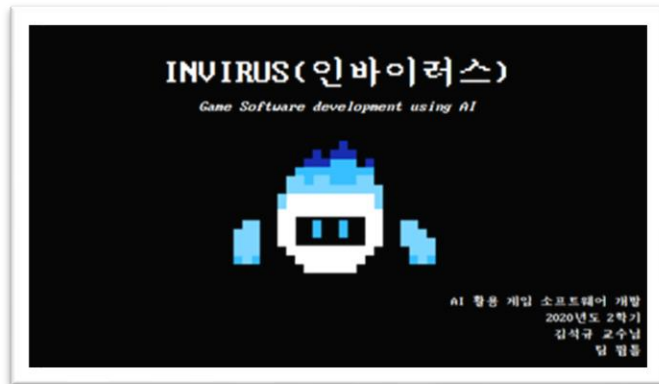 INVIRUS(인바이러스)
Game Software development using AI
AI 활용 게임 소프트웨어 개발
2020년도 2학기
김석규 교수님
팀